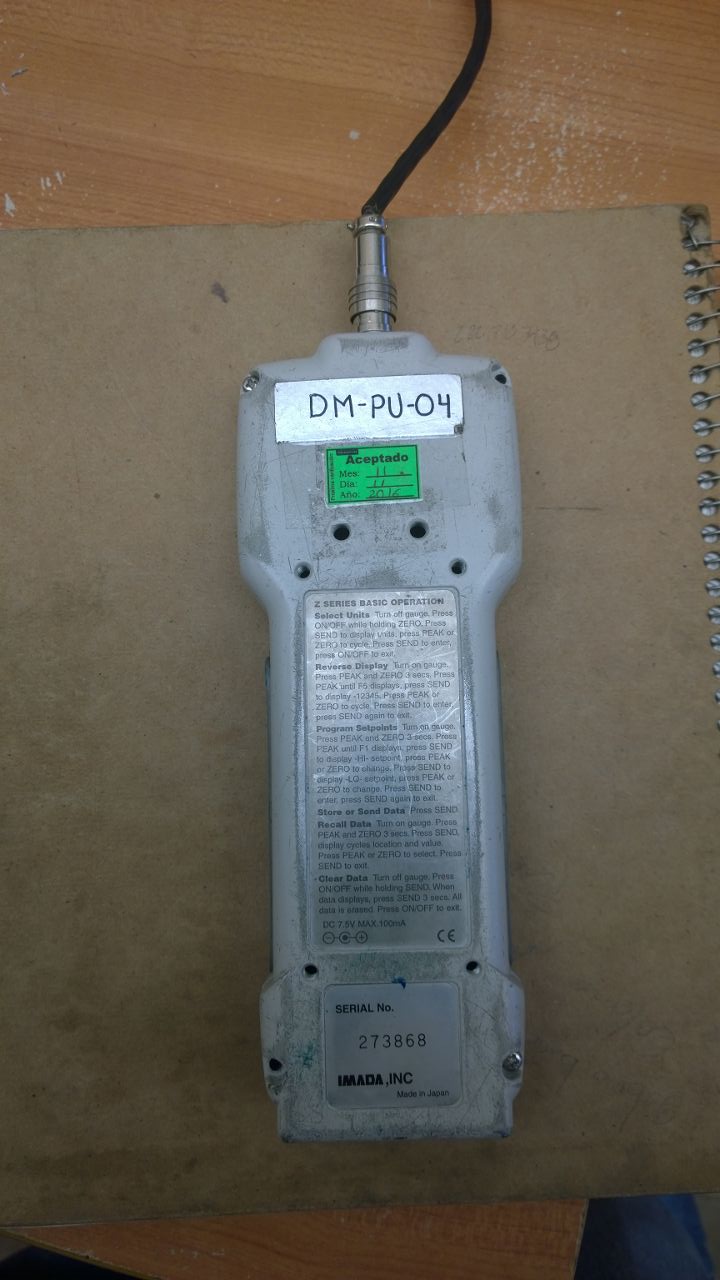 DM-PU-04
Aceptado
Mes: 11
Dia: 11
Año: 2016
Z SERIES BASIC OPERATION
Select Units Turn off gauge. Press
ON/OFF while holding ZERO. Press
SEND to display units, press PEAK or
ZERO to cycle. Press SEND to enter,
press ON/OFF to exit.
Reverse Display Turn on gauge.
Press PEAK and ZERO 3 secs. Press
PEAK until F5 displays, press SEND
to display -12345. Press PEAK or
ZERO to cycle. Press SEND to enter,
press SEND again to exit.
Program Setpoints Turn on gauge.
Press PEAK and ZERO 3 secs. Press
PEAK until F1 displays, press SEND
to display -HI- setpoint, press PEAK
or ZERO to change. Press SEND to
display -LO- setpoint, press PEAK or
ZERO to change. Press SEND to
enter, press SEND again to exit.
Store or Send Data Press SEND.
Recall Data Turn on gauge. Press
PEAK and ZERO 3 secs. Press SEND,
display cycles location and value.
Press PEAK or ZERO to select. Press
SEND to exit.
Clear Data Turn off gauge. Press
ON/OFF while holding SEND. When
data displays, press SEND 3 secs. All
data is erased. Press ON/OFF to exit.
DC 7.5V MAX.100mA
CE
SERIAL No.
273868
IMADA, INC
Made in Japan